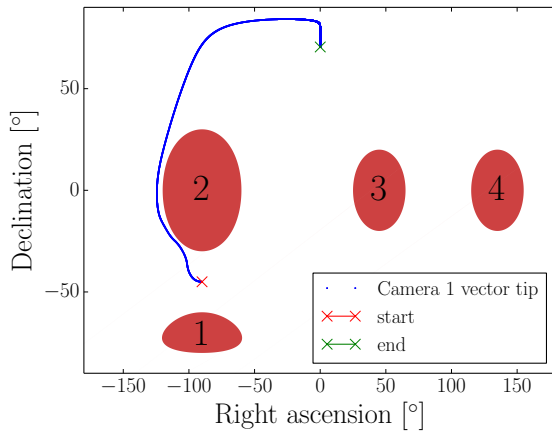 Declination [°]
50
0
−50
2
3
4
1
Camera 1 vector tip
start
end
−150 −100 −50 0 50 100 150
Right ascension [°]